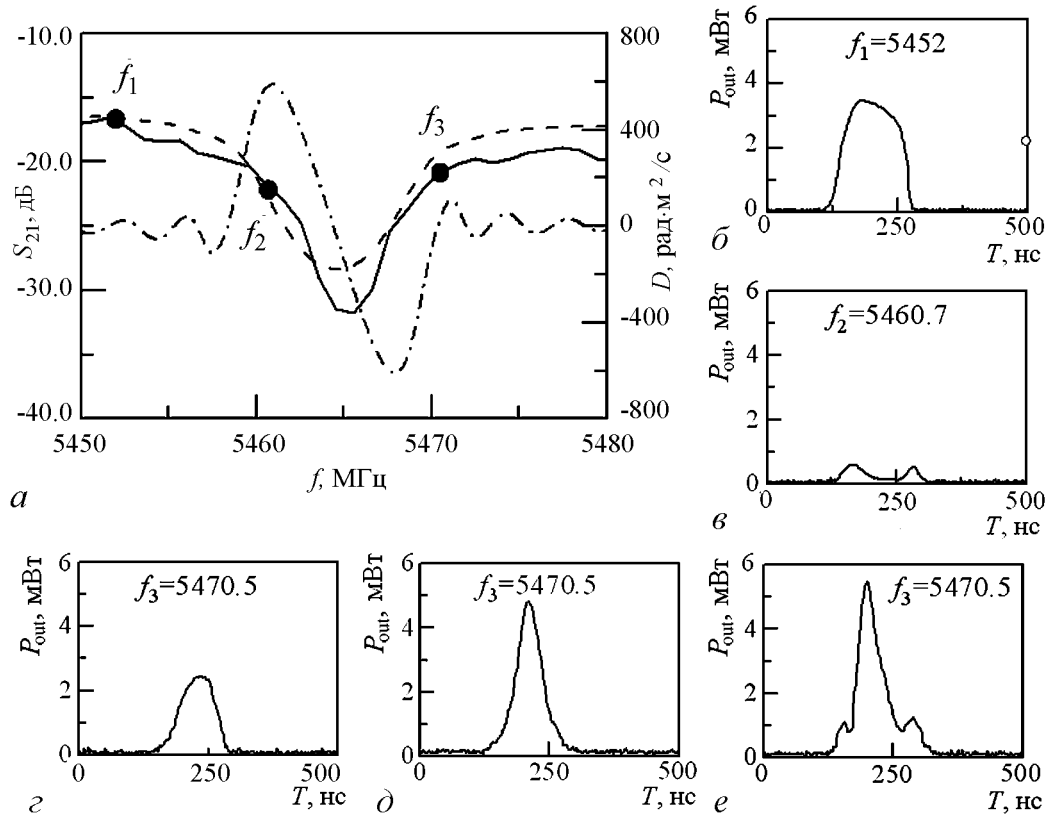 -10.0
-20.0
-30.0
-40.0
S21, дБ
800
400
0
-400
-800
D, рад·м 2 /с
f1
f2
f3
5450
5460
5470
5480
f, МГц
а
6
4
2
0
Pout, мВт
f1=5452
0
250
500
T, нс
б
6
4
2
0
Pout, мВт
f2=5460.7
0
250
500
T, нс
в
6
4
2
0
Pout, мВт
f3=5470.5
250
500
T, нс
г
6
4
2
0
Pout, мВт
f3=5470.5
0
250
500
T, нс
д
6
4
2
0
Pout, мВт
f3=5470.5
0
250
500
T, нс
е